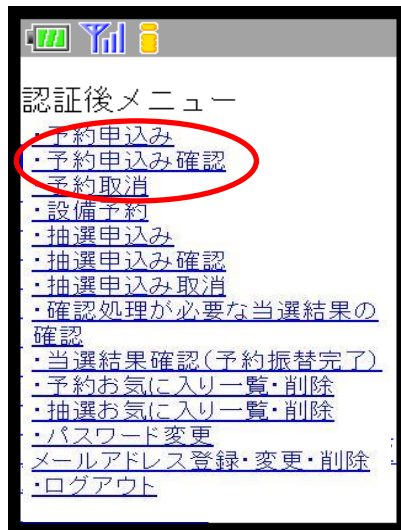 認証後メニュー
・予約申込み
・予約申込み確認
・予約取消
・設備予約
・抽選申込み
・抽選申込み確認
・抽選申込み取消
・確認処理が必要な当選結果の
確認
・当選結果確認(予約振替完了)
・予約お気に入り一覧・削除
・抽選お気に入り一覧・削除
・パスワード変更
メールアドレス登録・変更・削除
・ログアウト